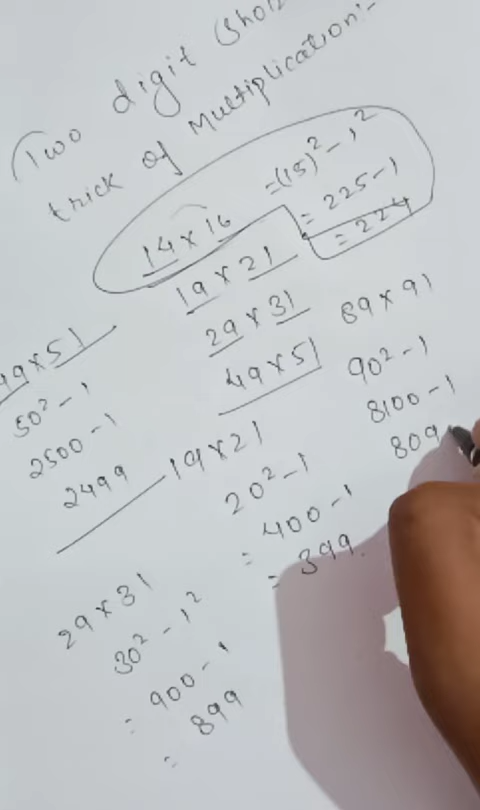 Two digit (Short
trick of Multiplication:-
14 × 16 = (15)² - 1²
= 225 - 1
= 224
19 × 21
29 × 31
49 × 51
49 × 51
50² - 1
2500 - 1
2499
19 × 21
20² - 1
= 400 - 1
= 399.
89 × 91
90² - 1
8100 - 1
809
29 × 31
30² - 1²
= 900 - 1
= 899